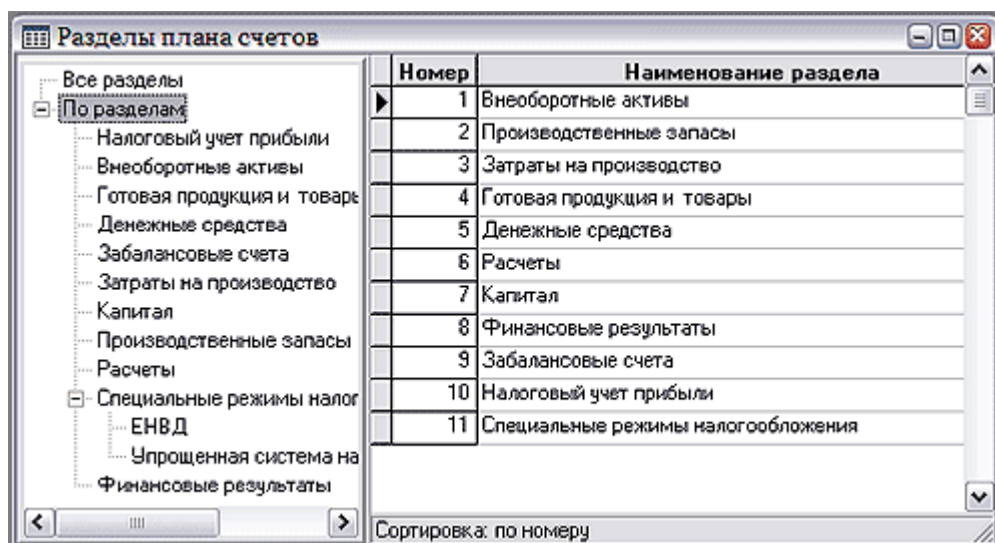 Разделы плана счетов
Все разделы
По разделам
Налоговый учет прибыли
Внеоборотные активы
Готовая продукция и товары
Денежные средства
Забалансовые счета
Затраты на производство
Капитал
Производственные запасы
Расчеты
Специальные режимы налог
ЕНВД
Упрощенная система на
Финансовые результаты
Номер Наименование раздела
1 Внеоборотные активы
2 Производственные запасы
3 Затраты на производство
4 Готовая продукция и товары
5 Денежные средства
6 Расчеты
7 Капитал
8 Финансовые результаты
9 Забалансовые счета
10 Налоговый учет прибыли
11 Специальные режимы налогообложения
Сортировка: по номеру